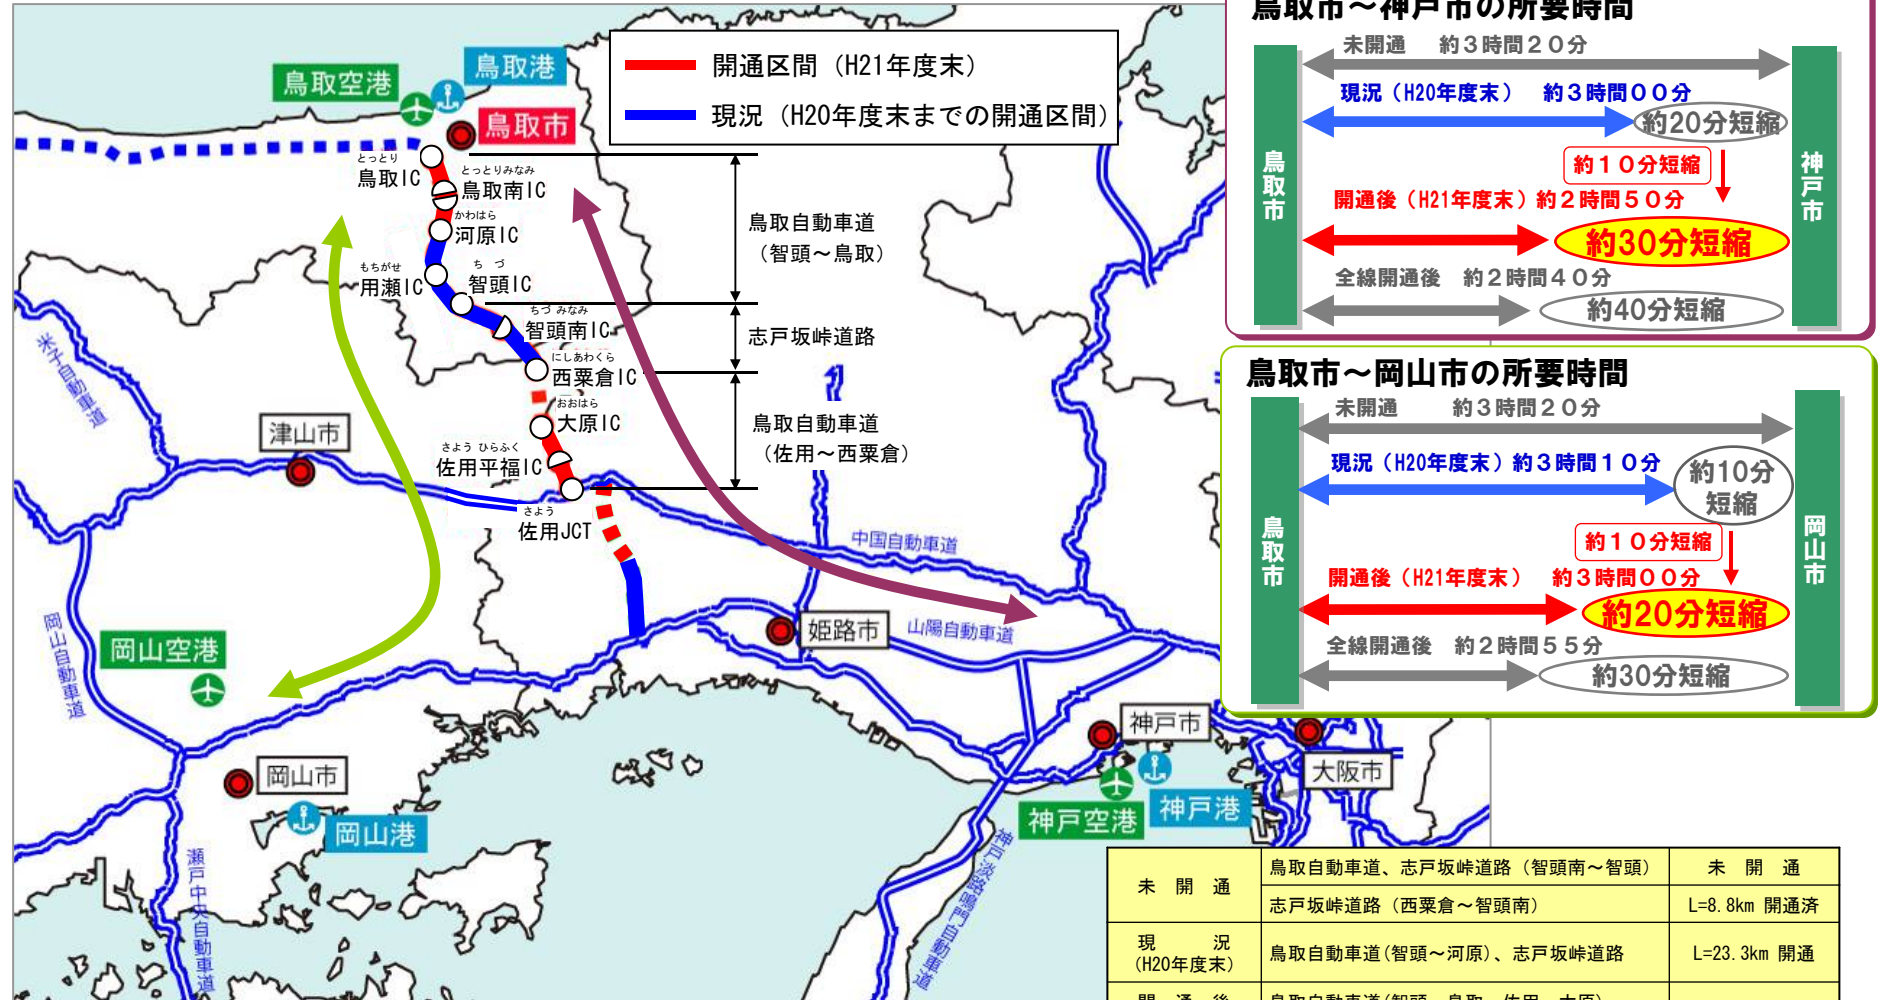 鳥取市～神戸市の所要時間
未開通 約３時間２０分
現況（H20年度末） 約３時間００分
約20分短縮
約１０分短縮
開通後（H21年度末）約２時間５０分
約30分短縮
全線開通後 約２時間４０分
約40分短縮
鳥取市
神戸市
鳥取市～岡山市の所要時間
未開通 約３時間２０分
現況（H20年度末）約３時間１０分
約10分
短縮
約１０分短縮
開通後（H21年度末） 約３時間００分
約20分短縮
全線開通後 約２時間５５分
約30分短縮
鳥取市
岡山市
開通区間（H21年度末）
現況（H20年度末までの開通区間）
鳥取空港
鳥取港
鳥取市
とっとり
鳥取IC
とっとりみなみ
鳥取南IC
かわはら
河原IC
もちがせ
用瀬IC
ち づ
智頭IC
ちづ みなみ
智頭南IC
にしあわくら
西粟倉IC
おおはら
大原IC
さよう ひらふく
佐用平福IC
さよう
佐用JCT
鳥取自動車道
（智頭～鳥取）
志戸坂峠道路
鳥取自動車道
（佐用～西粟倉）
米子自動車道
津山市
中国自動車道
岡山自動車道
岡山空港
姫路市
山陽自動車道
神戸市
大阪市
岡山市
岡山港
神戸空港
神戸港
瀬戸中央自動車道
神戸淡路鳴門自動車道
未 開 通
鳥取自動車道、志戸坂峠道路（智頭南～智頭）
未 開 通
志戸坂峠道路（西粟倉～智頭南）
L=8.8km 開通済
現 況
（H20年度末）
鳥取自動車道(智頭～河原)、志戸坂峠道路
L=23.3km 開通